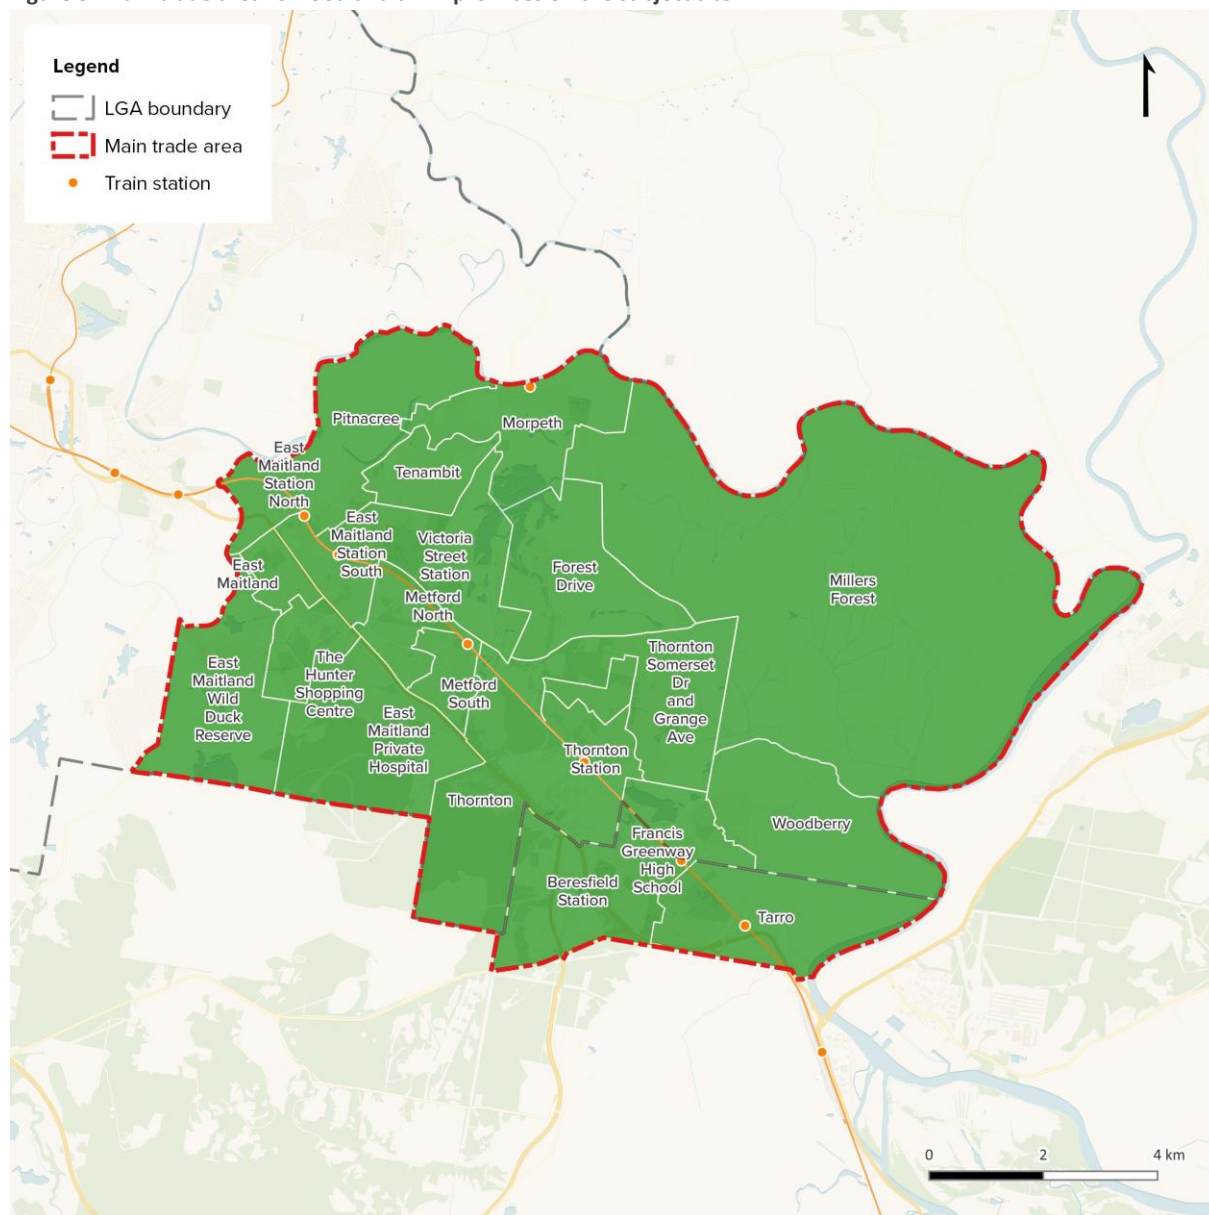 Legend
LGA boundary
Main trade area
Train station
Pitnacree
Morpeth
East
Maitland
Station
North
Tenambit
East
Maitland
Station
South
Victoria
Street
Station
Forest
Drive
Millers
Forest
East
Maitland
Metford
North
East
Maitland
Wild
Duck
Reserve
The
Hunter
Shopping
Centre
Metford
South
Thornton
Somerset
Dr
and
Grange
Ave
East
Maitland
Private
Hospital
Thornton
Station
Thornton
Francis
Greenway
High
School
Woodberry
Beresfield
Station
Tarro
0 2 4 km